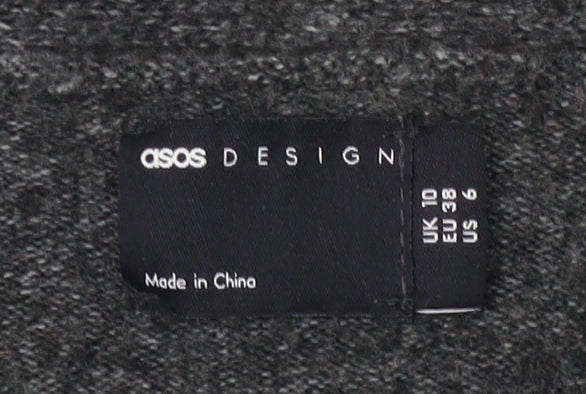 asos DESIGN
Made in China
UK 10
EU 38
US 6